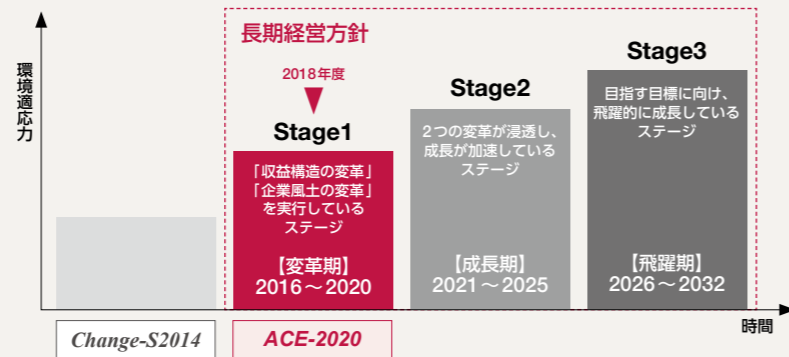 長期経営方針
環境適応力
2018年度
Stage1
「収益構造の変革」
「企業風土の変革」
を実行している
ステージ
【変革期】
2016～2020
Stage2
2つの変革が浸透し、
成長が加速している
ステージ
【成長期】
2021～2025
Stage3
目指す目標に向け、
飛躍的に成長している
ステージ
【飛躍期】
2026～2032
時間
Change-S2014
ACE-2020